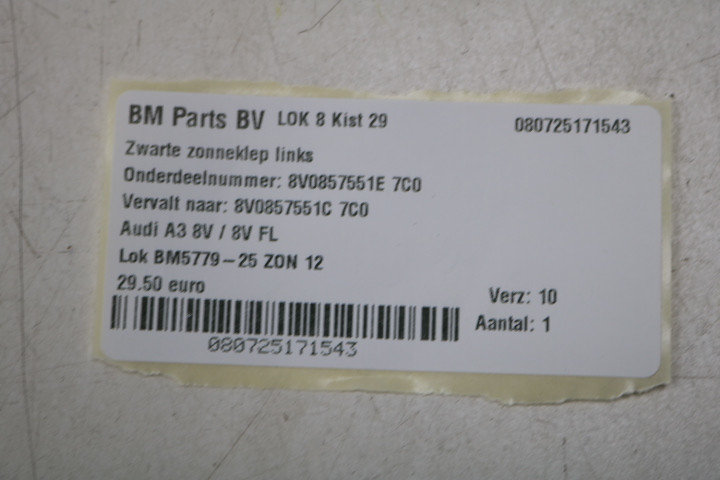 BM Parts BV LOK 8 Kist 29 080725171543
Zwarte zonneklep links
Onderdeelnummer: 8V0857551E 7C0
Vervalt naar: 8V0857551C 7C0
Audi A3 8V / 8V FL
Lok BM5779-25 ZON 12
29.50 euro
Verz: 10
Aantal: 1
080725171543